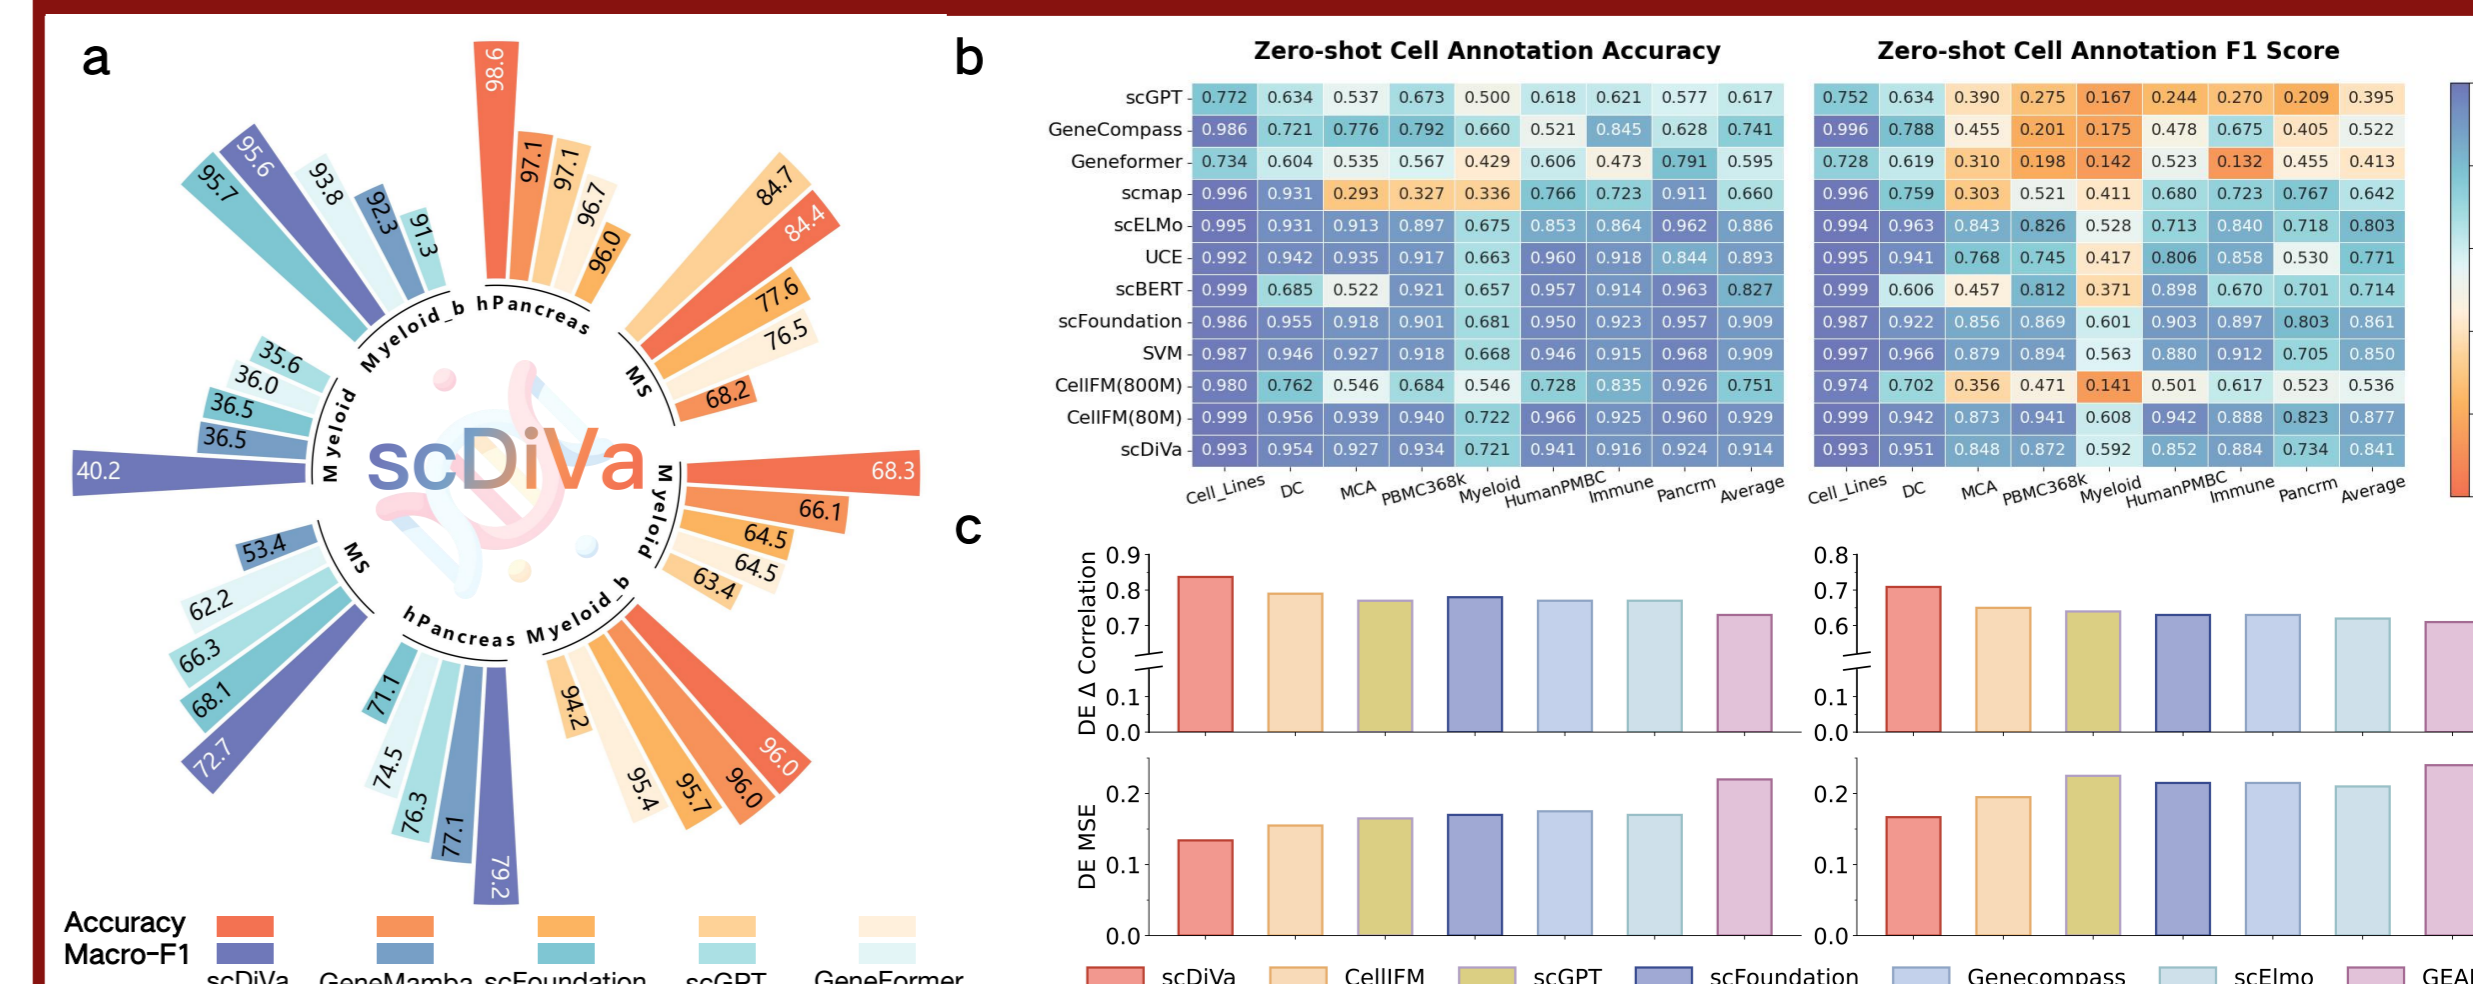 a
98.6
97.1
97.1
96.7
96.0
84.7
84.4
77.6
76.5
68.2
68.3
66.1
64.5
64.5
63.4
96.0
96.0
95.7
95.4
94.2
79.2
77.1
76.3
74.5
71.1
72.7
68.1
66.3
62.2
53.4
40.2
36.5
36.5
36.0
35.6
95.7
95.6
93.8
92.3
91.3
hPancreas
MS
Myeloid
Myeloid_b
hPancreas
MS
Myeloid
Myeloid_b
scDiVa
Accuracy
Macro-F1
scDiVa GeneMamba scFoundation scGPT GeneFormer
b
Zero-shot Cell Annotation Accuracy
scGPT 0.772 0.634 0.537 0.673 0.500 0.618 0.621 0.577 0.617
GeneCompass 0.986 0.721 0.776 0.792 0.660 0.521 0.845 0.628 0.741
Geneformer 0.734 0.604 0.535 0.567 0.429 0.606 0.473 0.791 0.595
scmap 0.996 0.931 0.293 0.327 0.336 0.766 0.723 0.911 0.660
scELMo 0.995 0.931 0.913 0.897 0.675 0.853 0.864 0.962 0.886
UCE 0.992 0.942 0.935 0.917 0.663 0.960 0.918 0.844 0.893
scBERT 0.999 0.685 0.522 0.921 0.657 0.957 0.914 0.963 0.827
scFoundation 0.986 0.955 0.918 0.901 0.681 0.950 0.923 0.957 0.909
SVM 0.987 0.946 0.927 0.918 0.668 0.946 0.915 0.968 0.909
CellIFM(800M) 0.980 0.762 0.546 0.684 0.546 0.728 0.835 0.926 0.751
CellIFM(80M) 0.999 0.956 0.939 0.940 0.722 0.966 0.925 0.960 0.929
scDiVa 0.993 0.954 0.927 0.934 0.721 0.941 0.916 0.924 0.914
Cell_Lines DC MCA PBMC368k Myeloid HumanPMBC Immune Pancrm Average
Zero-shot Cell Annotation F1 Score
0.752 0.634 0.390 0.275 0.167 0.244 0.270 0.209 0.395
0.996 0.788 0.455 0.201 0.175 0.478 0.675 0.405 0.522
0.728 0.619 0.310 0.198 0.142 0.523 0.132 0.455 0.413
0.996 0.759 0.303 0.521 0.411 0.680 0.723 0.767 0.642
0.994 0.963 0.843 0.826 0.528 0.713 0.840 0.718 0.803
0.995 0.941 0.768 0.745 0.417 0.806 0.858 0.530 0.771
0.999 0.606 0.457 0.812 0.371 0.898 0.670 0.701 0.714
0.987 0.922 0.856 0.869 0.601 0.903 0.897 0.803 0.861
0.997 0.966 0.879 0.894 0.563 0.880 0.912 0.705 0.850
0.974 0.702 0.356 0.471 0.141 0.501 0.617 0.523 0.536
0.999 0.942 0.873 0.941 0.608 0.942 0.888 0.823 0.877
0.993 0.951 0.848 0.872 0.592 0.852 0.884 0.734 0.841
Cell_Lines DC MCA PBMC368k Myeloid HumanPMBC Immune Pancrm Average
c
DE Δ Correlation
0.9
0.8
0.7
0.1
0.0
0.8
0.7
0.6
0.1
0.0
DE MSE
0.2
0.1
0.0
0.2
0.1
0.0
scDiVa CellIFM scGPT scFoundation Genecompass scElmo